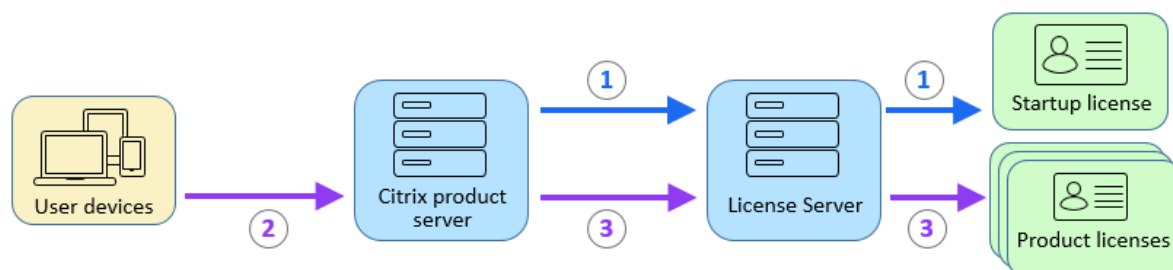 1
1
Startup license
User devices
2
Citrix product
server
3
License Server
3
Product licenses